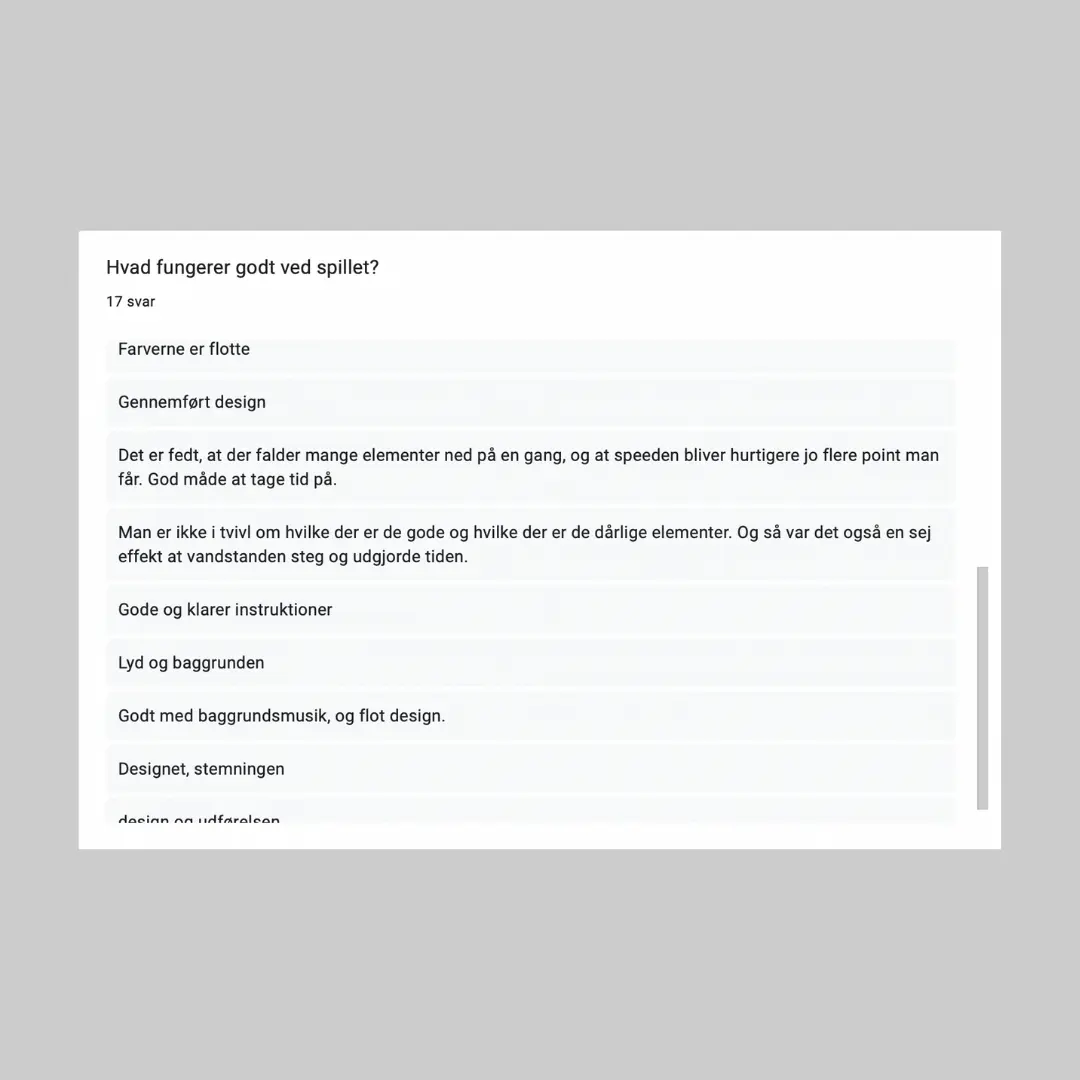 Hvad fungerer godt ved spillet?
17 svar
Farverne er flotte
Gennemført design
Det er fedt, at der falder mange elementer ned på en gang, og at speeden bliver hurtigere jo flere point man
får. God måde at tage tid på.
Man er ikke i tvivl om hvilke der er de gode og hvilke der er de dårlige elementer. Og så var det også en sej
effekt at vandstanden steg og udgjorde tiden.
Gode og klarer instruktioner
Lyd og baggrunden
Godt med baggrundsmusik, og flot design.
Designet, stemningen
design og udførelsen